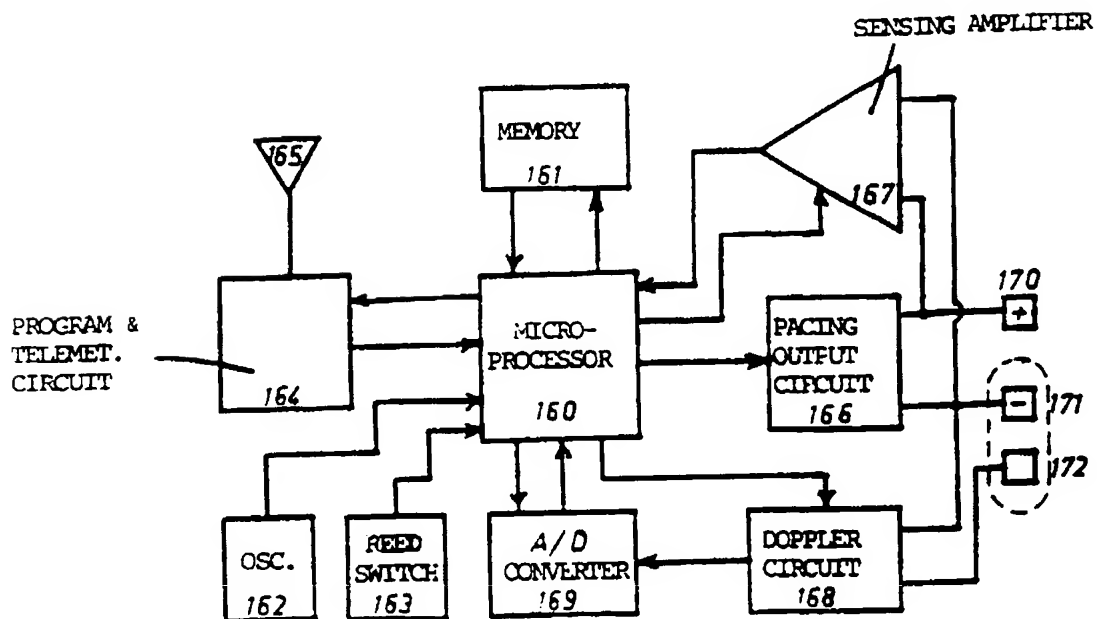 SENSING AMPLIFIER
MEMORY
161
165
167
170
+
PROGRAM &
TELEMET.
CIRCUIT
164
MICRO-
PROCESSOR
160
PACING
OUTPUT
CIRCUIT
166
-
171
172
OSC.
162
REED
SWITCH
163
A/D
CONVERTER
169
DOPPLER
CIRCUIT
168